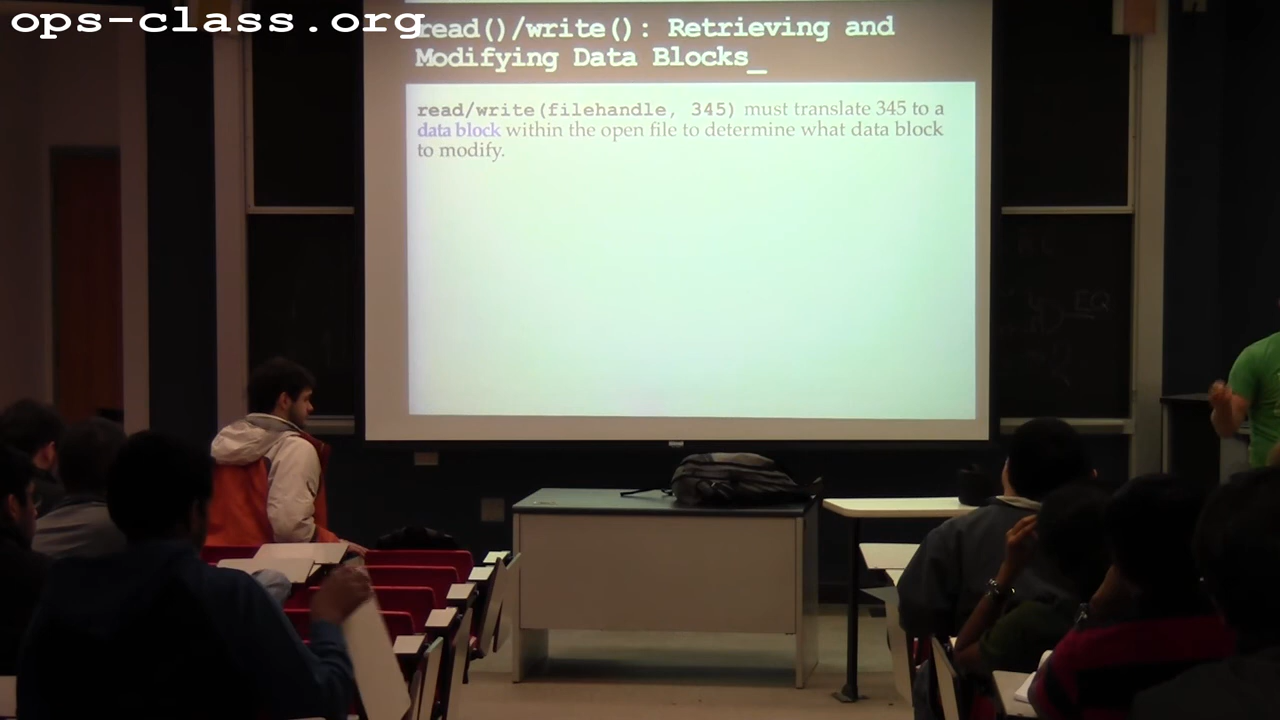 ops-class.org
read()/write(): Retrieving and
Modifying Data Blocks_
read/write(filehandle, 345) must translate 345 to a
data block within the open file to determine what data block
to modify.
EQ